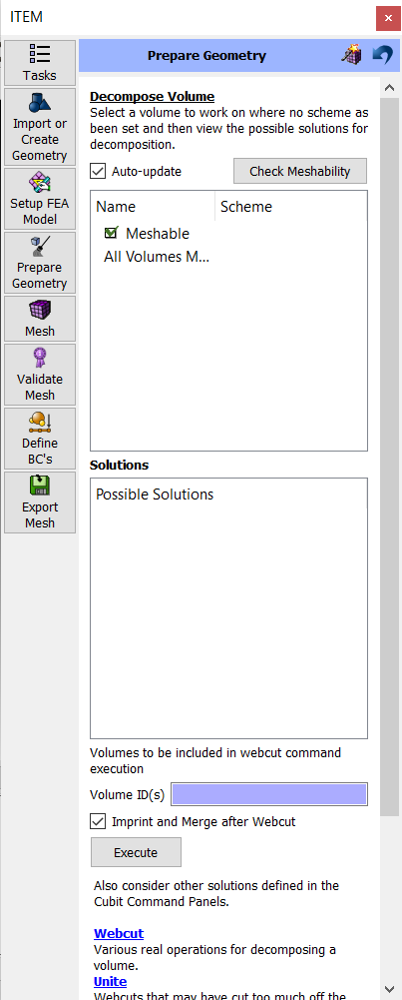 ITEM
Tasks
Import or
Create
Geometry
Setup FEA
Model
Prepare
Geometry
Mesh
Validate
Mesh
Define
BC's
Export
Mesh
Prepare Geometry
Decompose Volume
Select a volume to work on where no scheme as
been set and then view the possible solutions for
decomposition.
Auto-update
Check Meshability
Name Scheme
Meshable
All Volumes M...
Solutions
Possible Solutions
Volumes to be included in webcut command
execution
Volume ID(s)
Imprint and Merge after Webcut
Execute
Also consider other solutions defined in the
Cubit Command Panels.
Webcut
Various real operations for decomposing a
volume.
Unite
Webcuts that may have cut too much off the